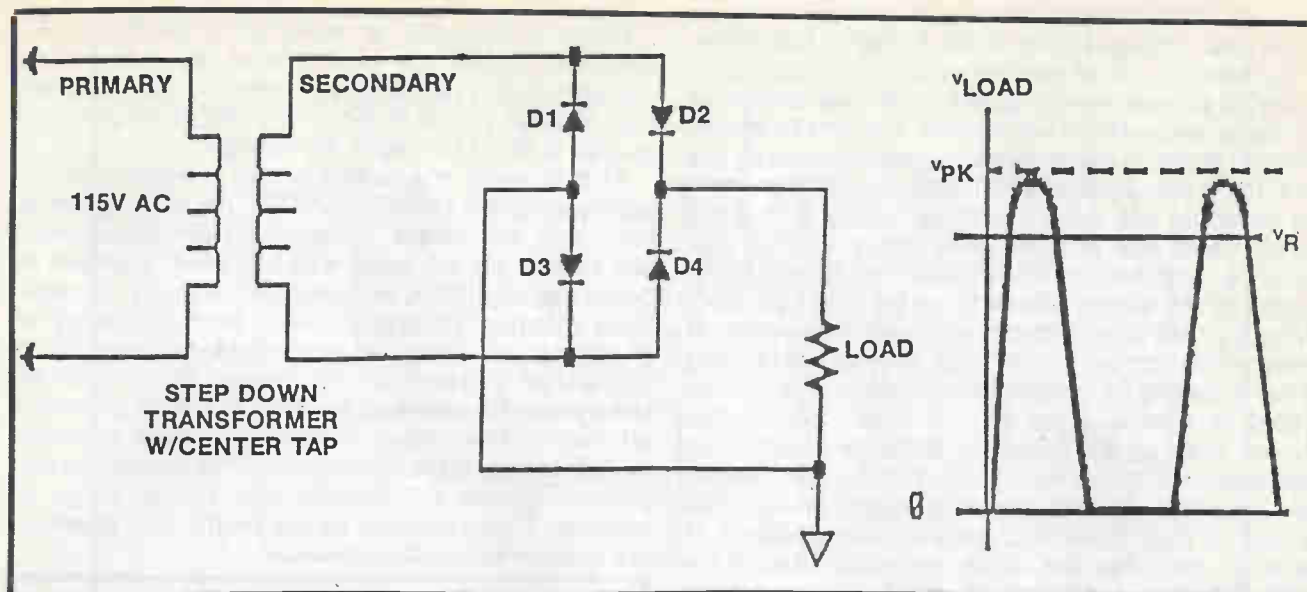 PRIMARY
SECONDARY
115V AC
STEP DOWN
TRANSFORMER
W/CENTER TAP
D1
D2
D3
D4
LOAD
vLOAD
vPK
vR
0